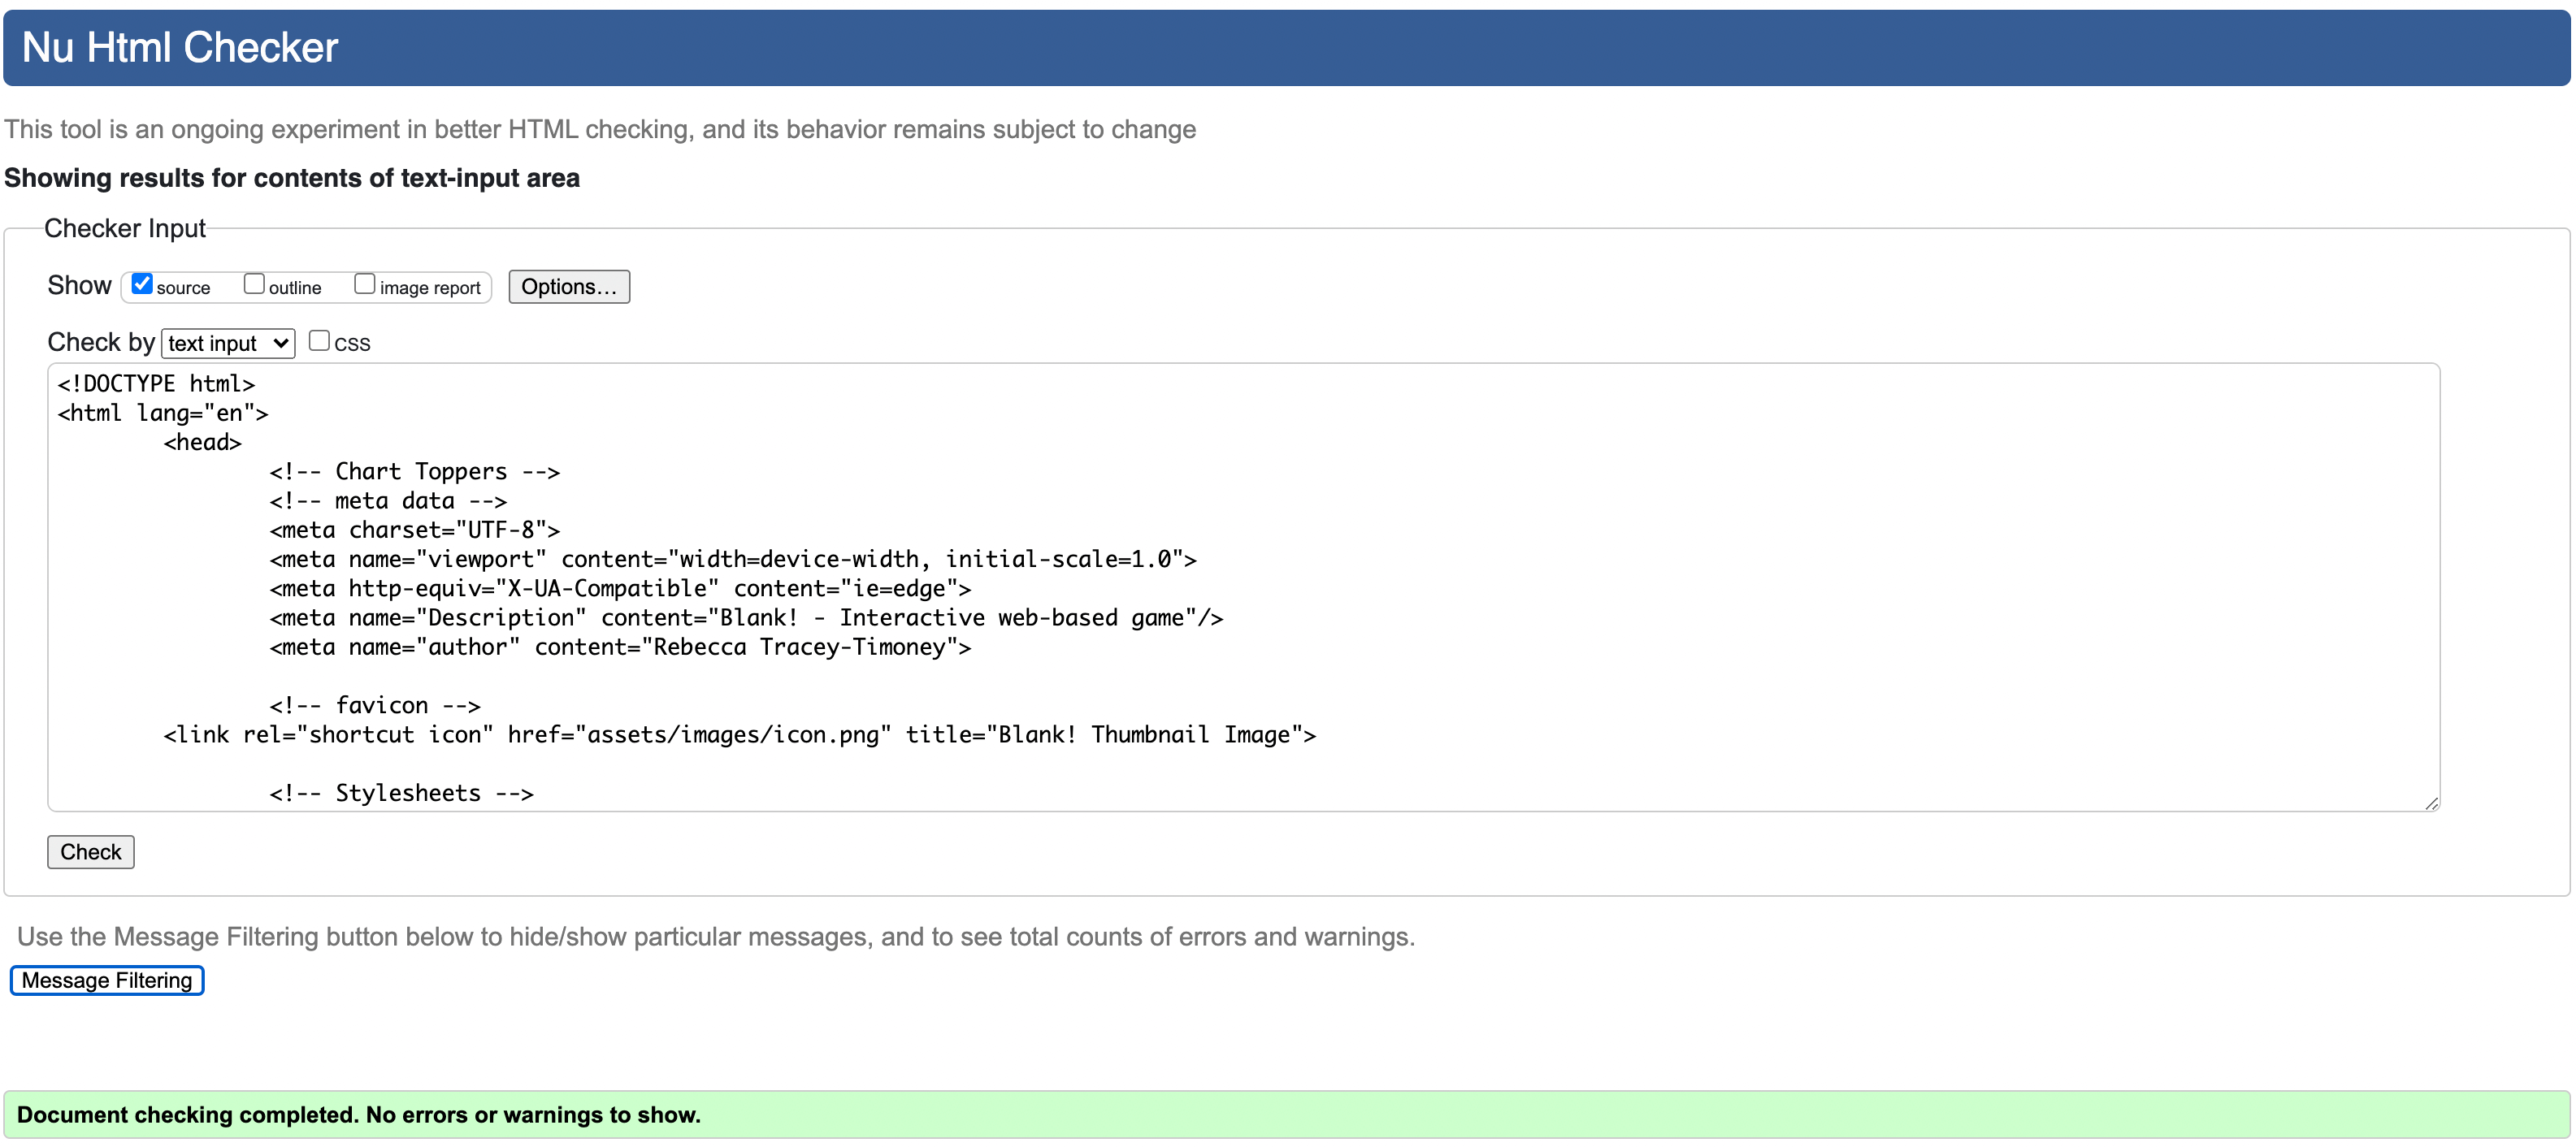 Nu Html Checker
This tool is an ongoing experiment in better HTML checking, and its behavior remains subject to change
Showing results for contents of text-input area
Checker Input
Show source outline image report Options...
Check by text input CSS
<!DOCTYPE html>
<html lang="en">
<head>
<!-- Chart Toppers -->
<!-- meta data -->
<meta charset="UTF-8">
<meta name="viewport" content="width=device-width, initial-scale=1.0">
<meta http-equiv="X-UA-Compatible" content="ie=edge">
<meta name="Description" content="Blank! - Interactive web-based game"/>
<meta name="author" content="Rebecca Tracey-Timoney">
<!-- favicon -->
<link rel="shortcut icon" href="assets/images/icon.png" title="Blank! Thumbnail Image">
<!-- Stylesheets -->
Check
Use the Message Filtering button below to hide/show particular messages, and to see total counts of errors and warnings.
Message Filtering
Document checking completed. No errors or warnings to show.